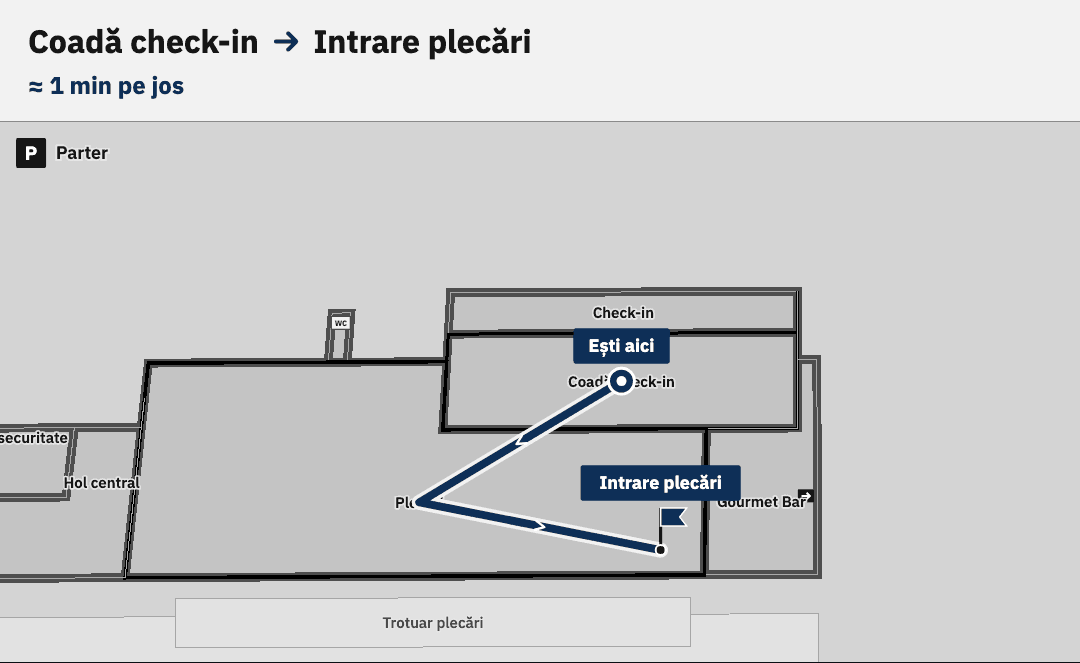 Coadă check-in → Intrare plecări
≈ 1 min pe jos
P Parter
Check-in
wc
Ești aici
securitate
Hol central
Intrare plecări
Gourmet Bar
Trotuar plecări